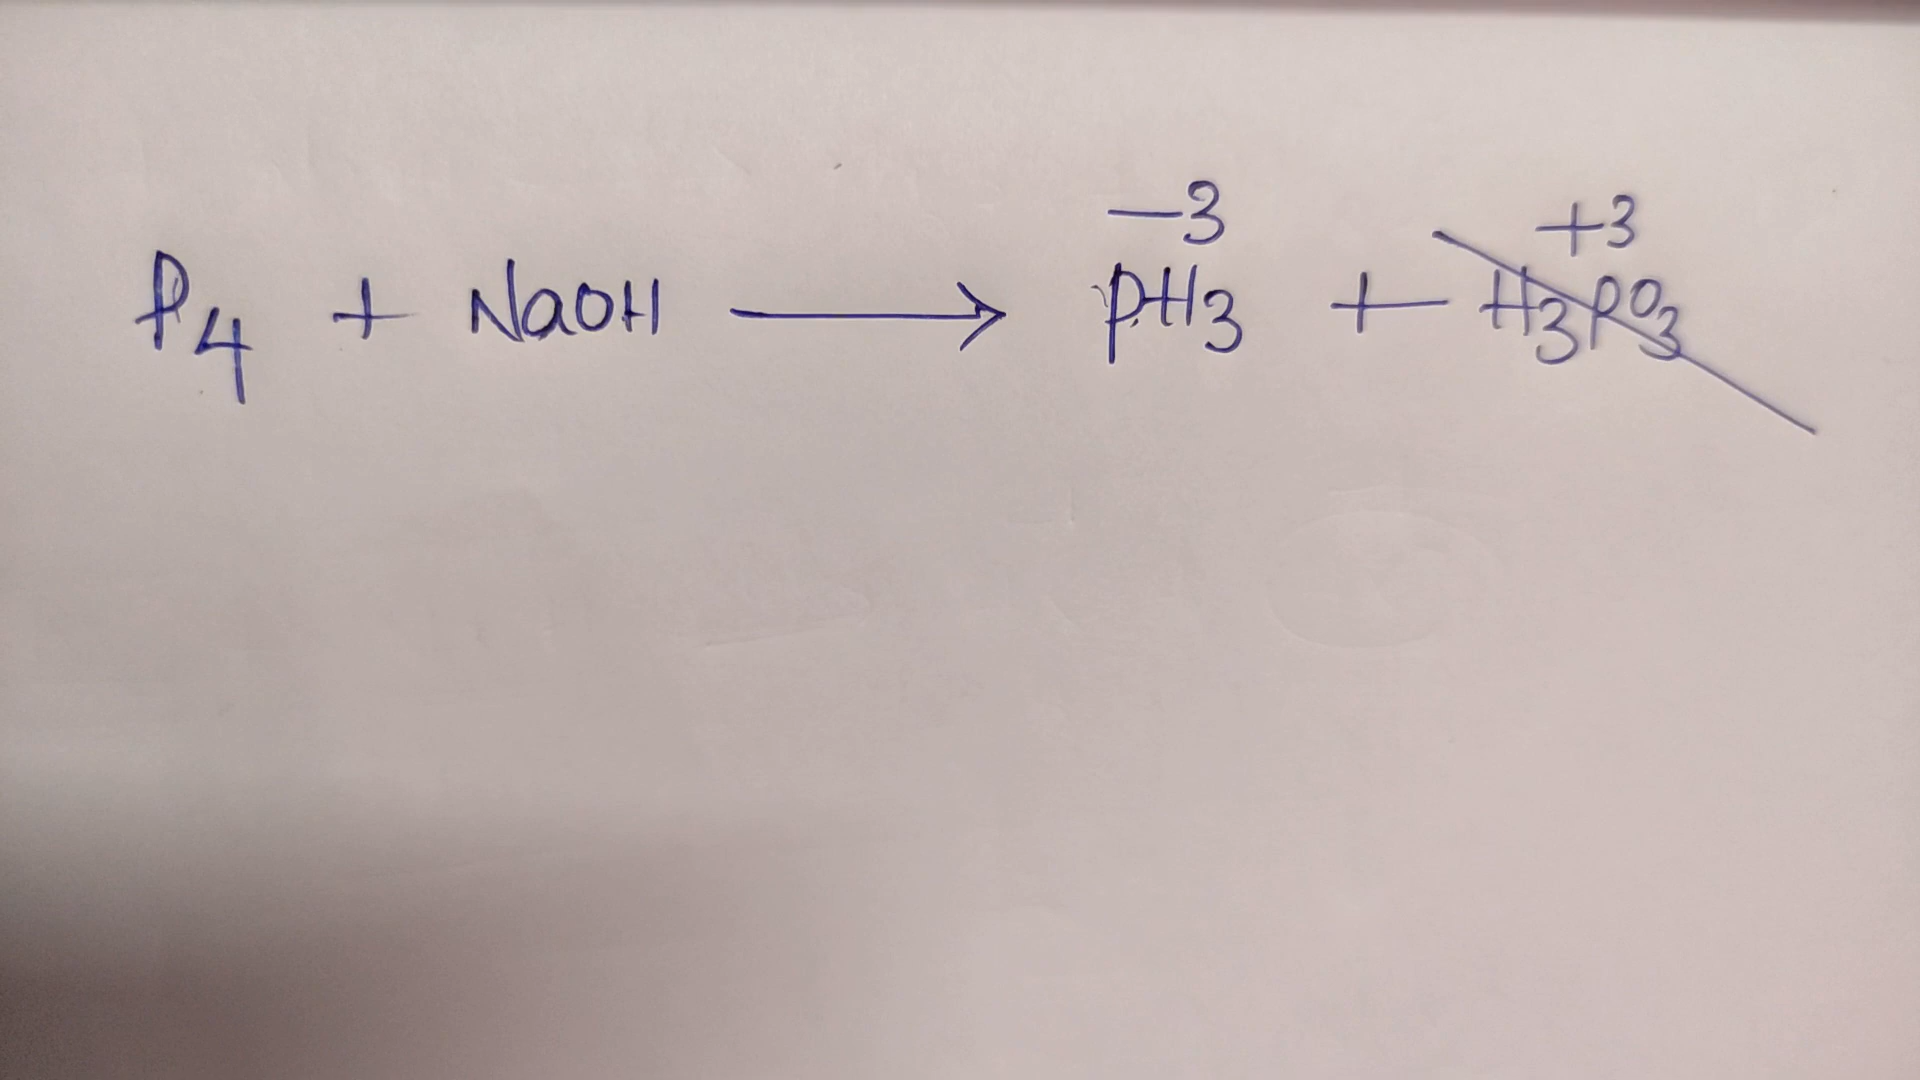 -3 +3
P4 + NaOH → PH3 + H3PO3